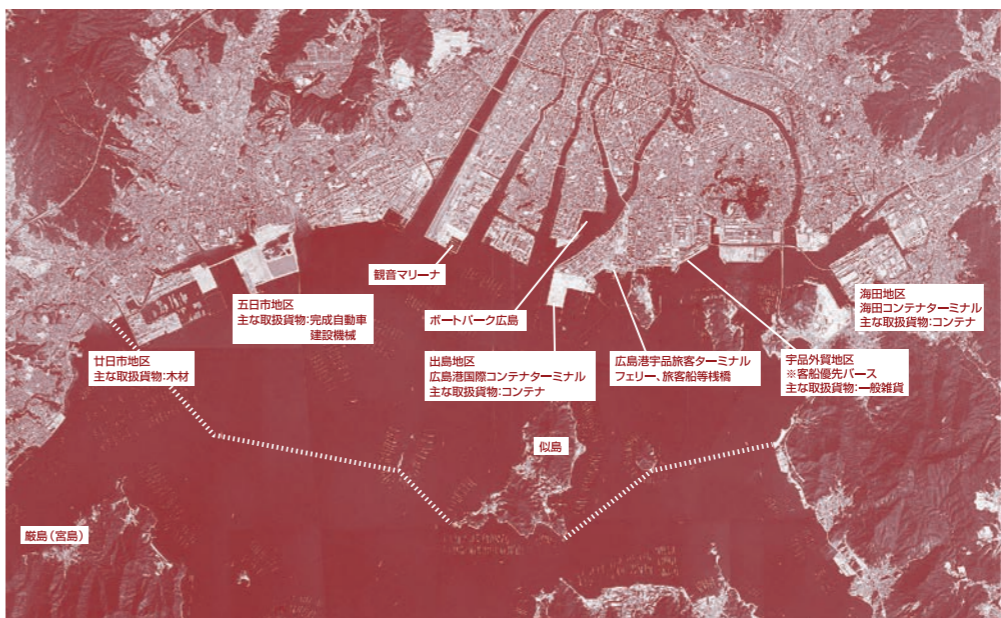 観音マリーナ
五日市地区
主な取扱貨物:完成自動車
建設機械
ボートパーク広島
海田地区
海田コンテナターミナル
主な取扱貨物:コンテナ
廿日市地区
主な取扱貨物:木材
出島地区
広島港国際コンテナターミナル
主な取扱貨物:コンテナ
広島港宇品旅客ターミナル
フェリー、旅客船等桟橋
宇品外貿地区
※客船優先バース
主な取扱貨物:一般雑貨
似島
厳島(宮島)